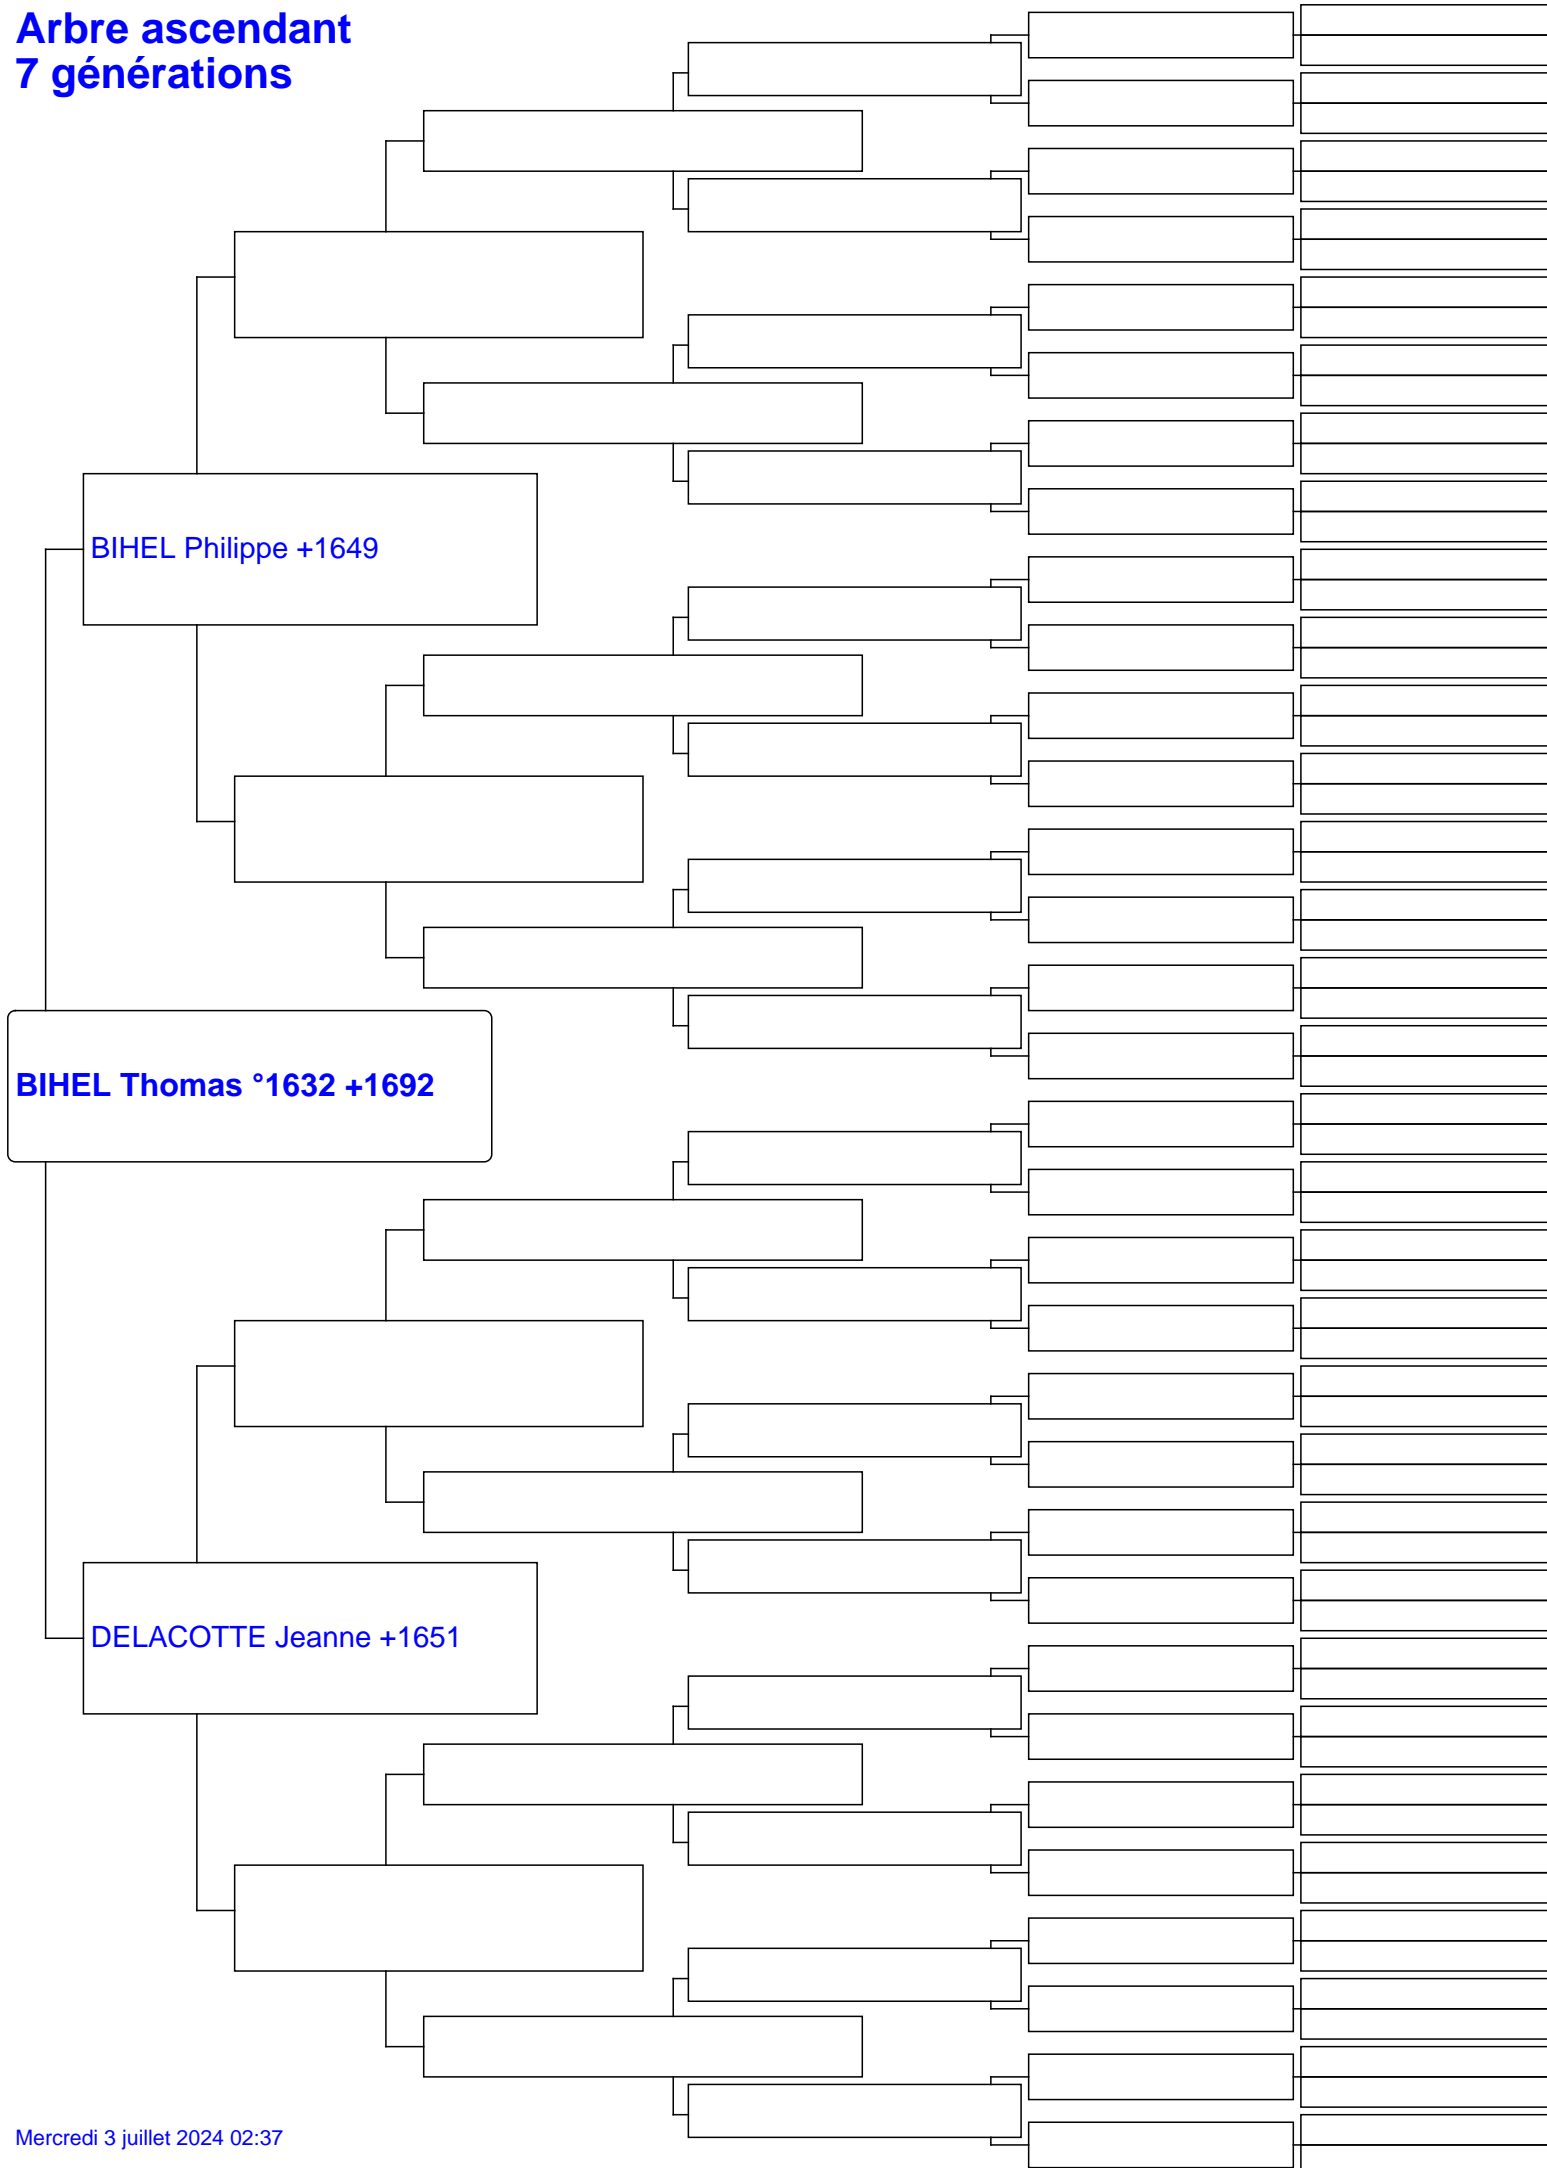 Arbre ascendant
7 générations
BIHEL Philippe +1649
BIHEL Thomas °1632 +1692
DELACOTTE Jeanne +1651
Mercredi 3 juillet 2024 02:37